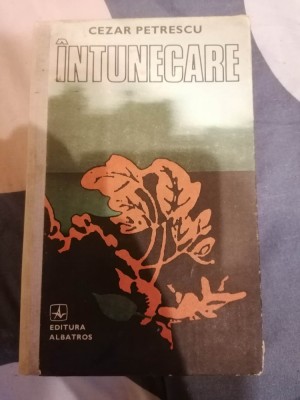 CEZAR PETRESCU
ÎNTUNECARE
EDITURA
ALBATROS